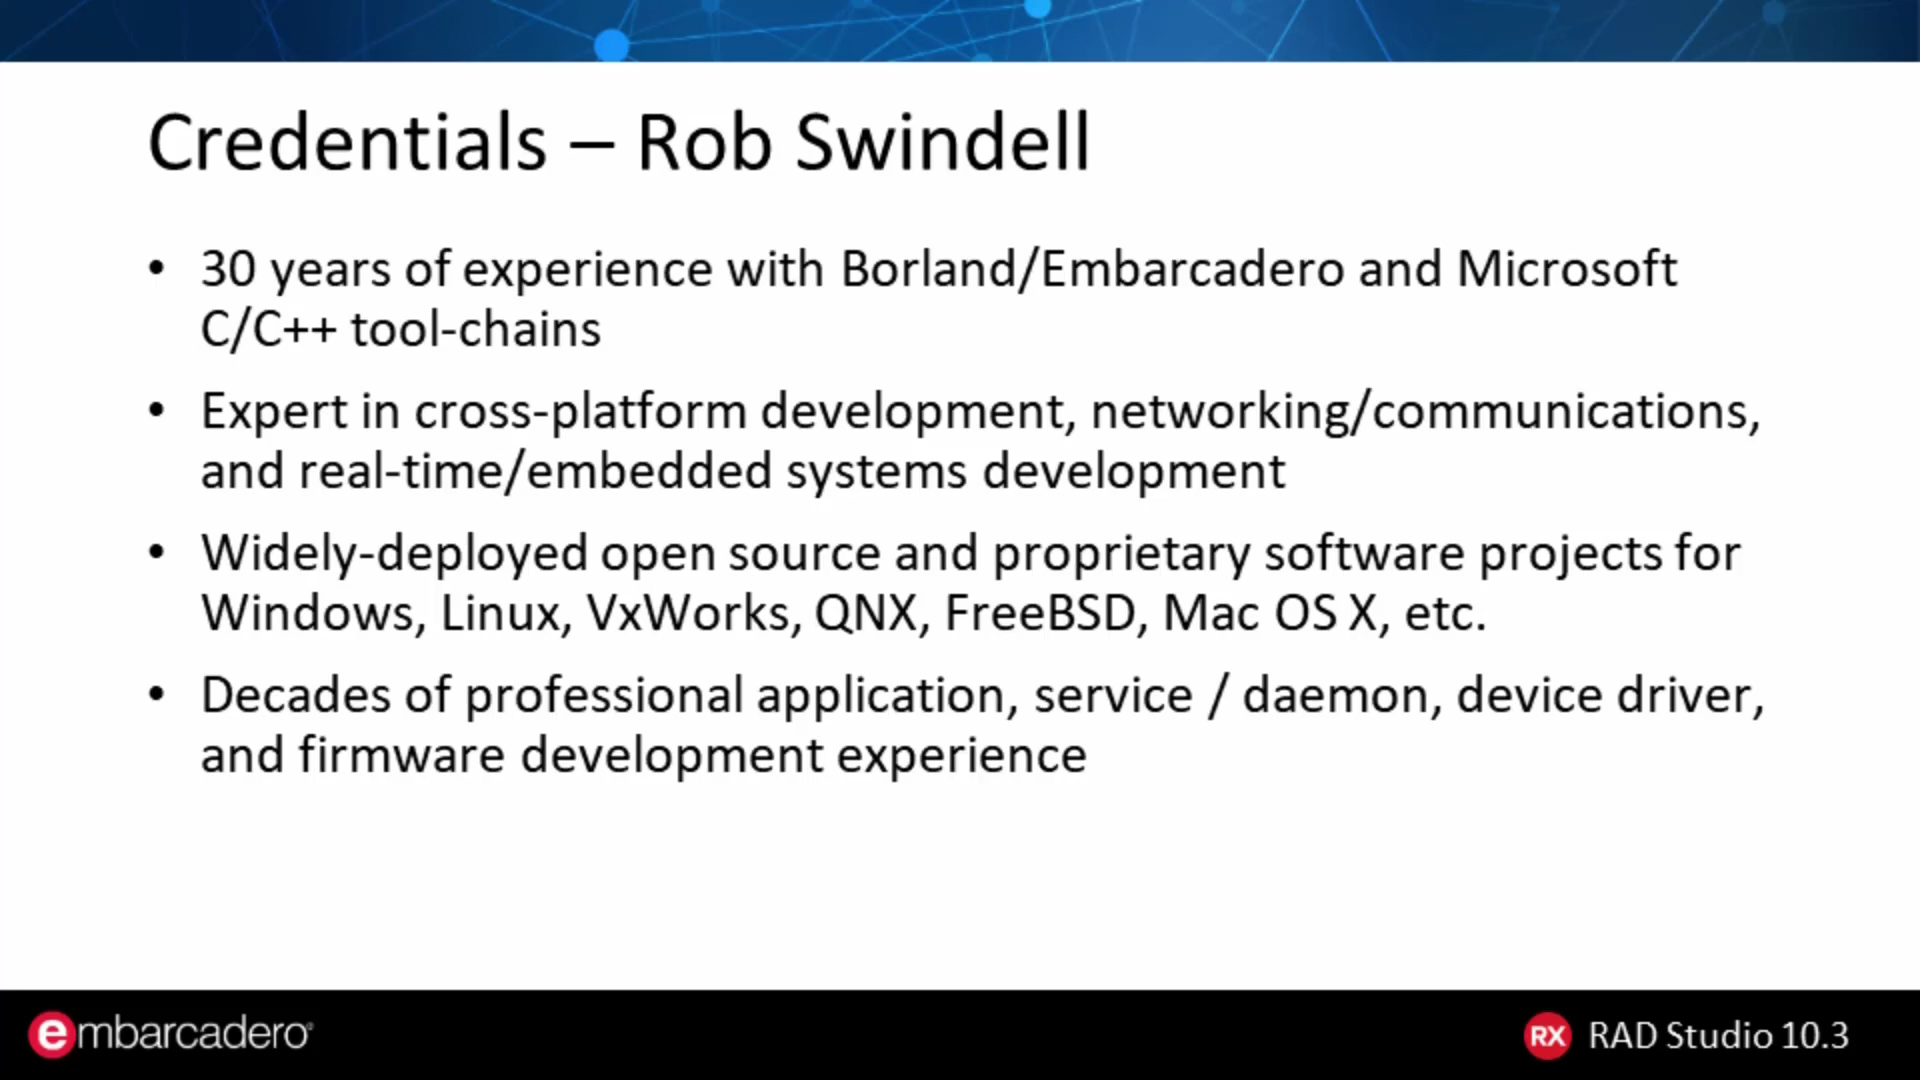 Credentials – Rob Swindell
• 30 years of experience with Borland/Embarcadero and Microsoft
C/C++ tool-chains
• Expert in cross-platform development, networking/communications,
and real-time/embedded systems development
• Widely-deployed open source and proprietary software projects for
Windows, Linux, VxWorks, QNX, FreeBSD, Mac OS X, etc.
• Decades of professional application, service / daemon, device driver,
and firmware development experience
embarcadero®
RX RAD Studio 10.3